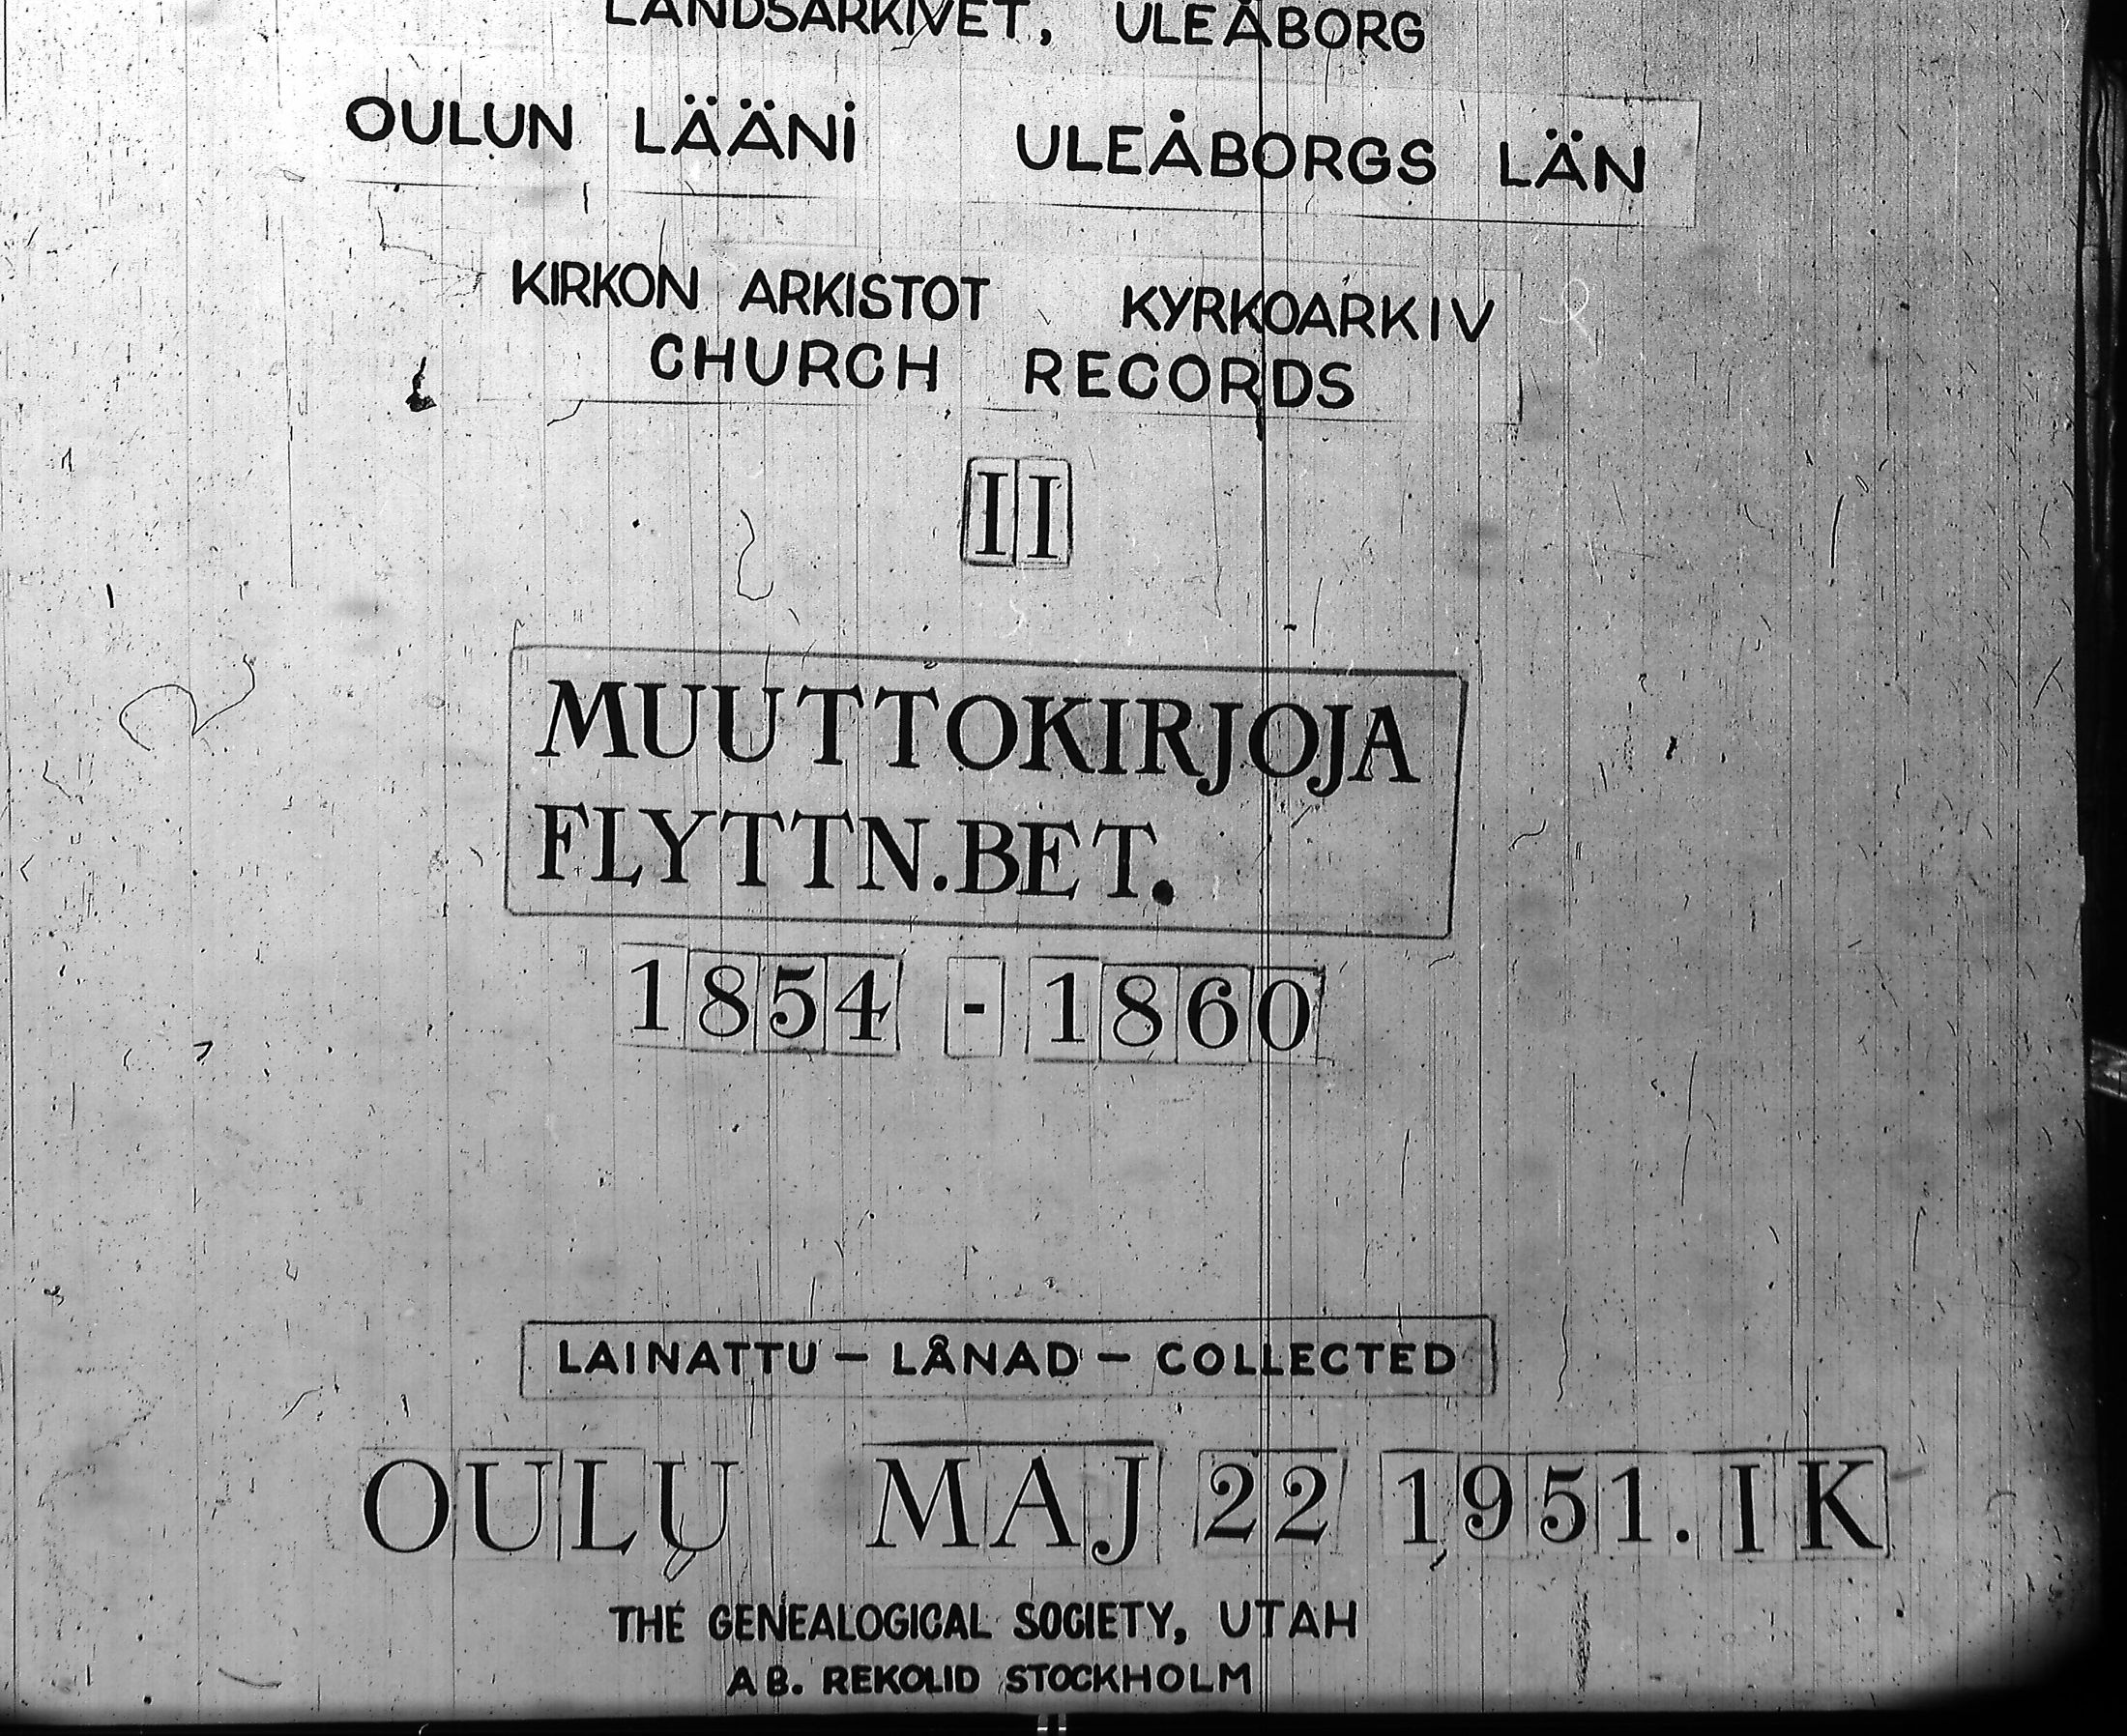 LANDSARKIVET, ULEÅBORG
OULUN LÄÄNI ULEÅBORGS LÄN
KIRKON ARKISTOT KYRKOARKIV
CHURCH RECORDS
II
MUUTTOKIRJOJA
FLYTTN.BET.
1854 - 1860
LAINATTU - LÅNAD - COLLECTED
OULU MAJ 22 1951. IK
THE GENEALOGICAL SOCIETY, UTAH
AB. REKOLID STOCKHOLM